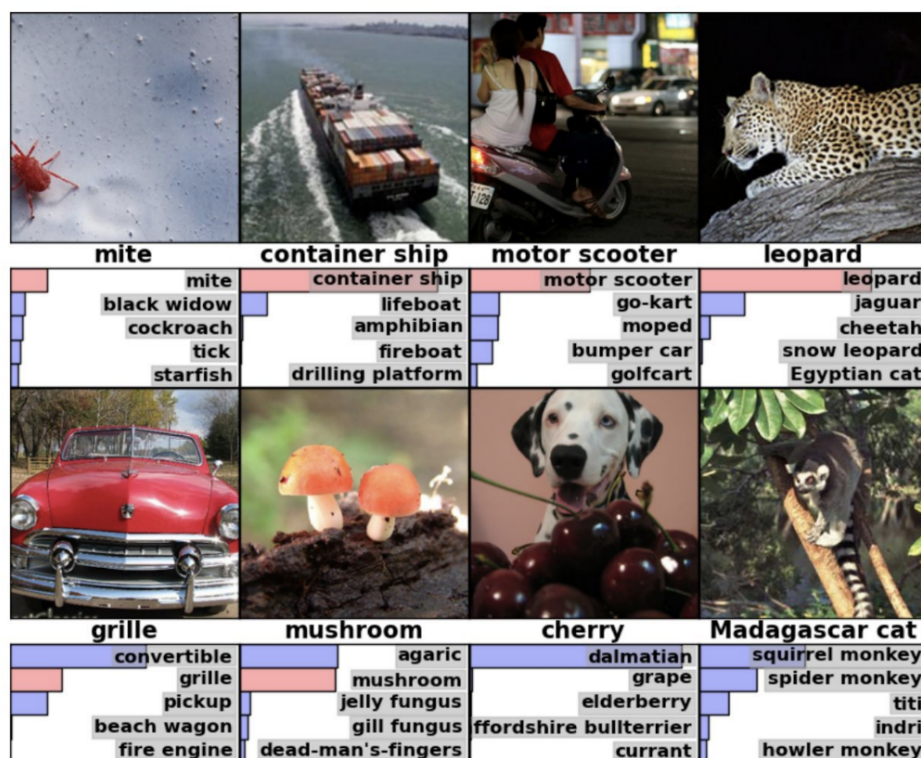 mite
container ship
motor scooter
leopard
mite
black widow
cockroach
tick
starfish
container ship
lifeboat
amphibian
fireboat
drilling platform
motor scooter
go-kart
moped
bumper car
golfcart
leopard
jaguar
cheetah
snow leopard
Egyptian cat
grille
mushroom
cherry
Madagascar cat
convertible
grille
pickup
beach wagon
fire engine
agaric
mushroom
jelly fungus
gill fungus
dead-man's-fingers
dalmatian
grape
elderberry
ffordshire bullterrier
currant
squirrel monkey
spider monkey
titi
indri
howler monkey